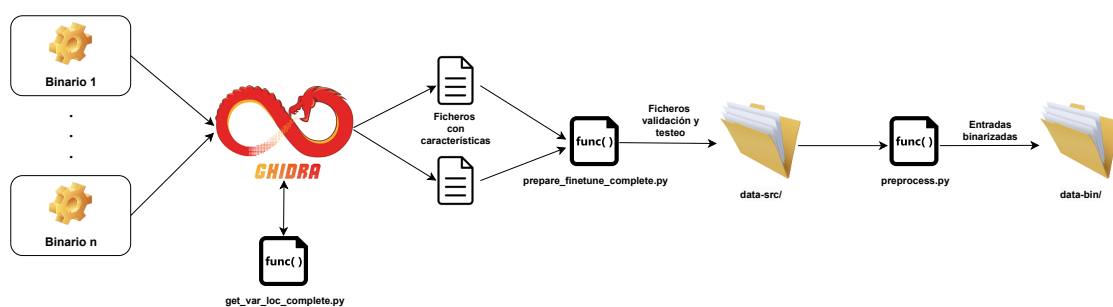 Binario 1
.
.
.
Binario n
GHIDRA
func( )
get_var_loc_complete.py
Ficheros
con
características
func( )
prepare_finetune_complete.py
Ficheros
validación y
testeo
data-src/
func( )
preprocess.py
Entradas
binarizadas
data-bin/